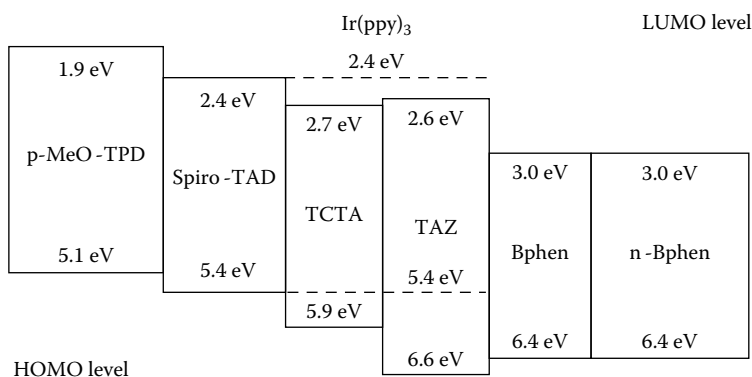 Ir(ppy)3
LUMO level
2.4 eV
1.9 eV
2.4 eV
2.7 eV
2.6 eV
3.0 eV
3.0 eV
p-MeO-TPD
Spiro-TAD
TCTA
TAZ
Bphen
n-Bphen
5.1 eV
5.4 eV
5.4 eV
5.9 eV
6.6 eV
6.4 eV
6.4 eV
HOMO level